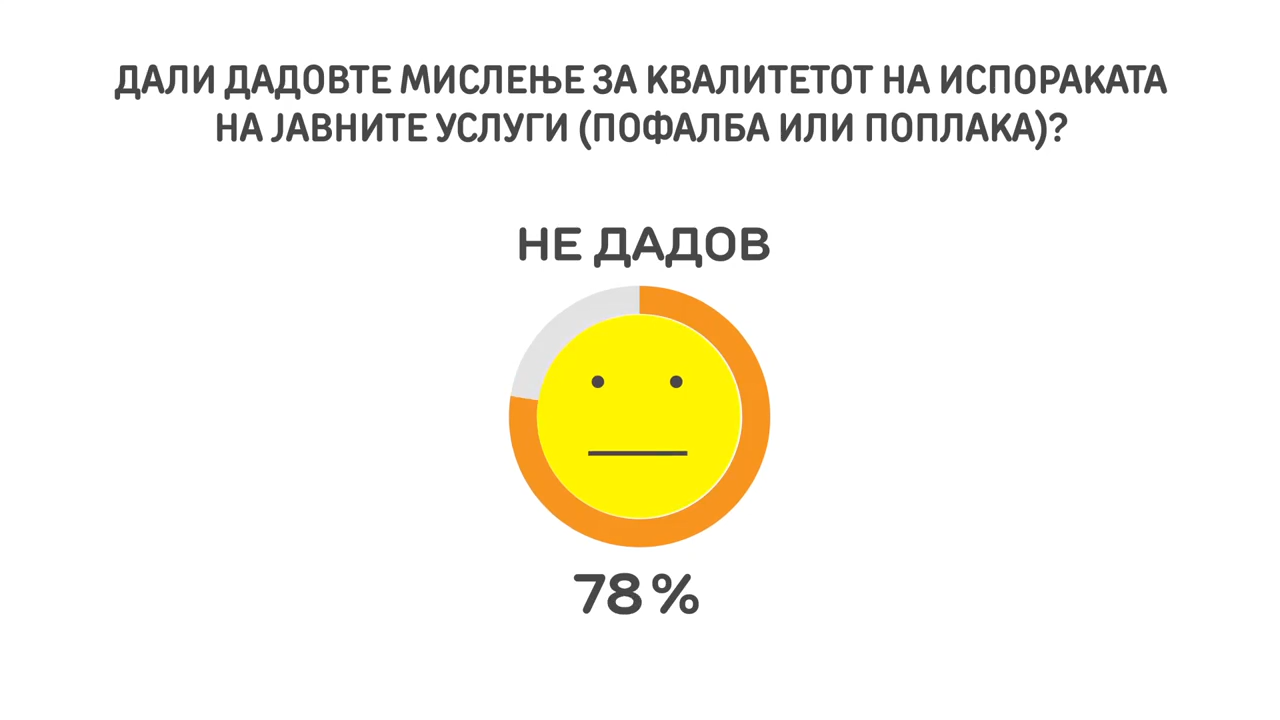 ДАЛИ ДАДОВТЕ МИСЛЕЊЕ ЗА КВАЛИТЕТОТ НА ИСПОРАКАТА
НА ЈАВНИТЕ УСЛУГИ (ПОФАЛБА ИЛИ ПОПЛАКА)?
НЕ ДАДОВ
78 %